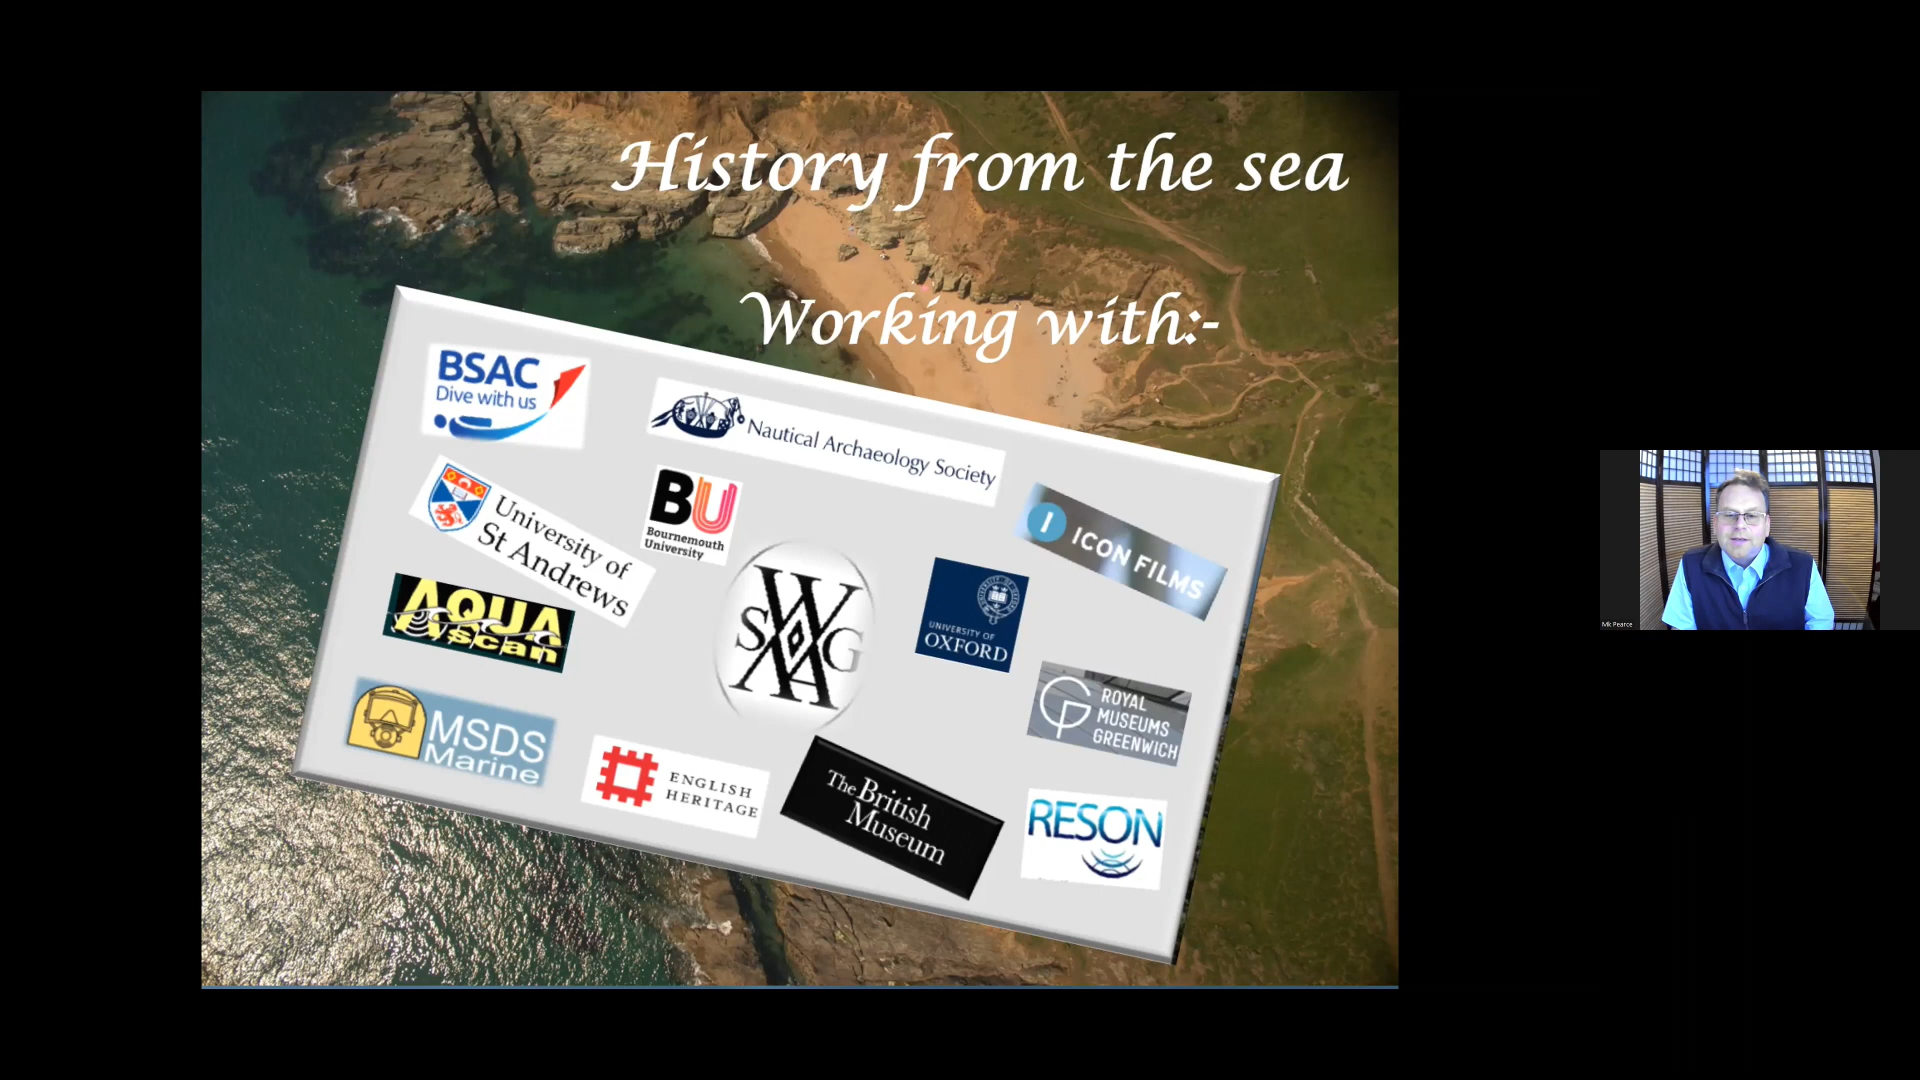 History from the sea
Working with:-
BSAC
Dive with us
Nautical Archaeology Society
University of
St Andrews
BU
Bournemouth
University
I ICON FILMS
AQUA
scan
W
S G
A
UNIVERSITY OF
OXFORD
ROYAL
MUSEUMS
GREENWICH
MSDS
Marine
ENGLISH
HERITAGE
The British
Museum
RESON
Mk Pearce